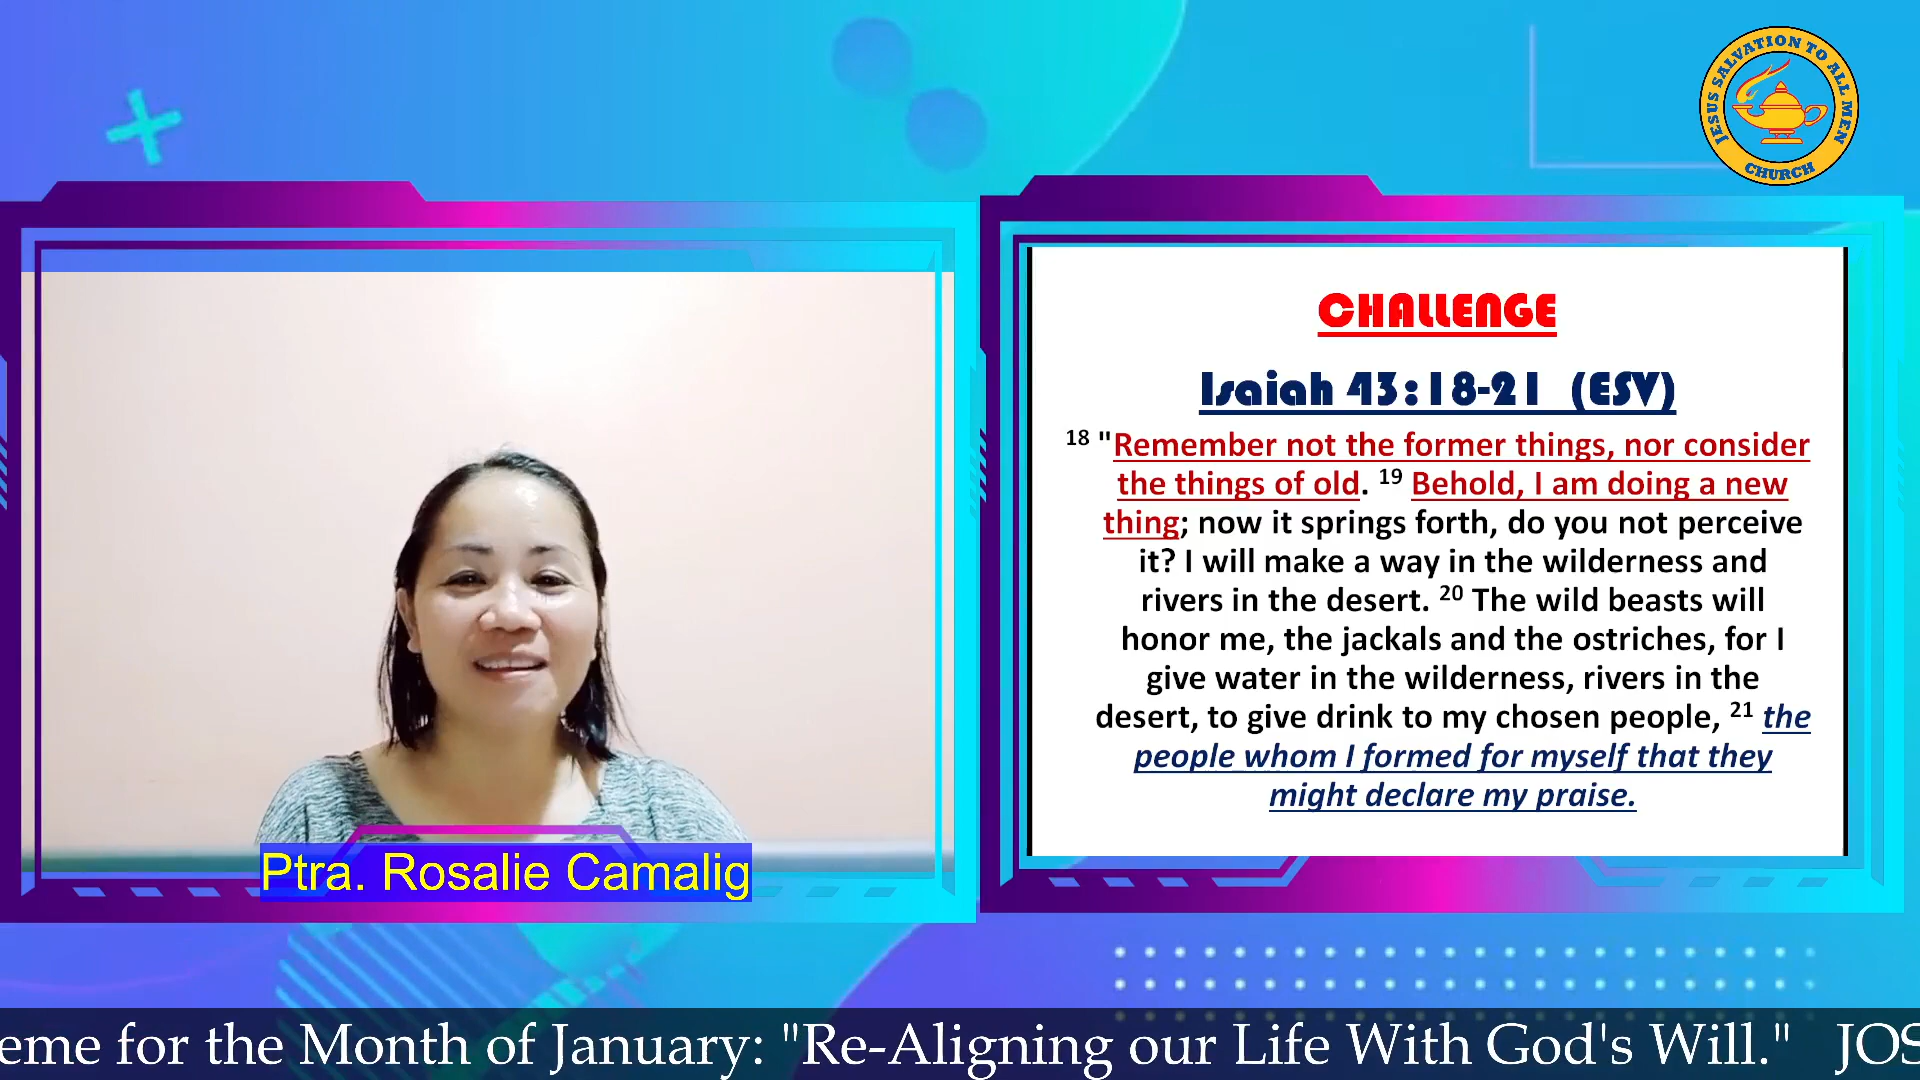 JESUS SALVATION TO ALL MEN
CHURCH
CHALLENGE
Isaiah 43:18-21 (ESV)
18 "Remember not the former things, nor consider
the things of old. 19 Behold, I am doing a new
thing; now it springs forth, do you not perceive
it? I will make a way in the wilderness and
rivers in the desert. 20 The wild beasts will
honor me, the jackals and the ostriches, for I
give water in the wilderness, rivers in the
desert, to give drink to my chosen people, 21 the
people whom I formed for myself that they
might declare my praise.
Ptra. Rosalie Camalig
eme for the Month of January: "Re-Aligning our Life With God's Will." JOS